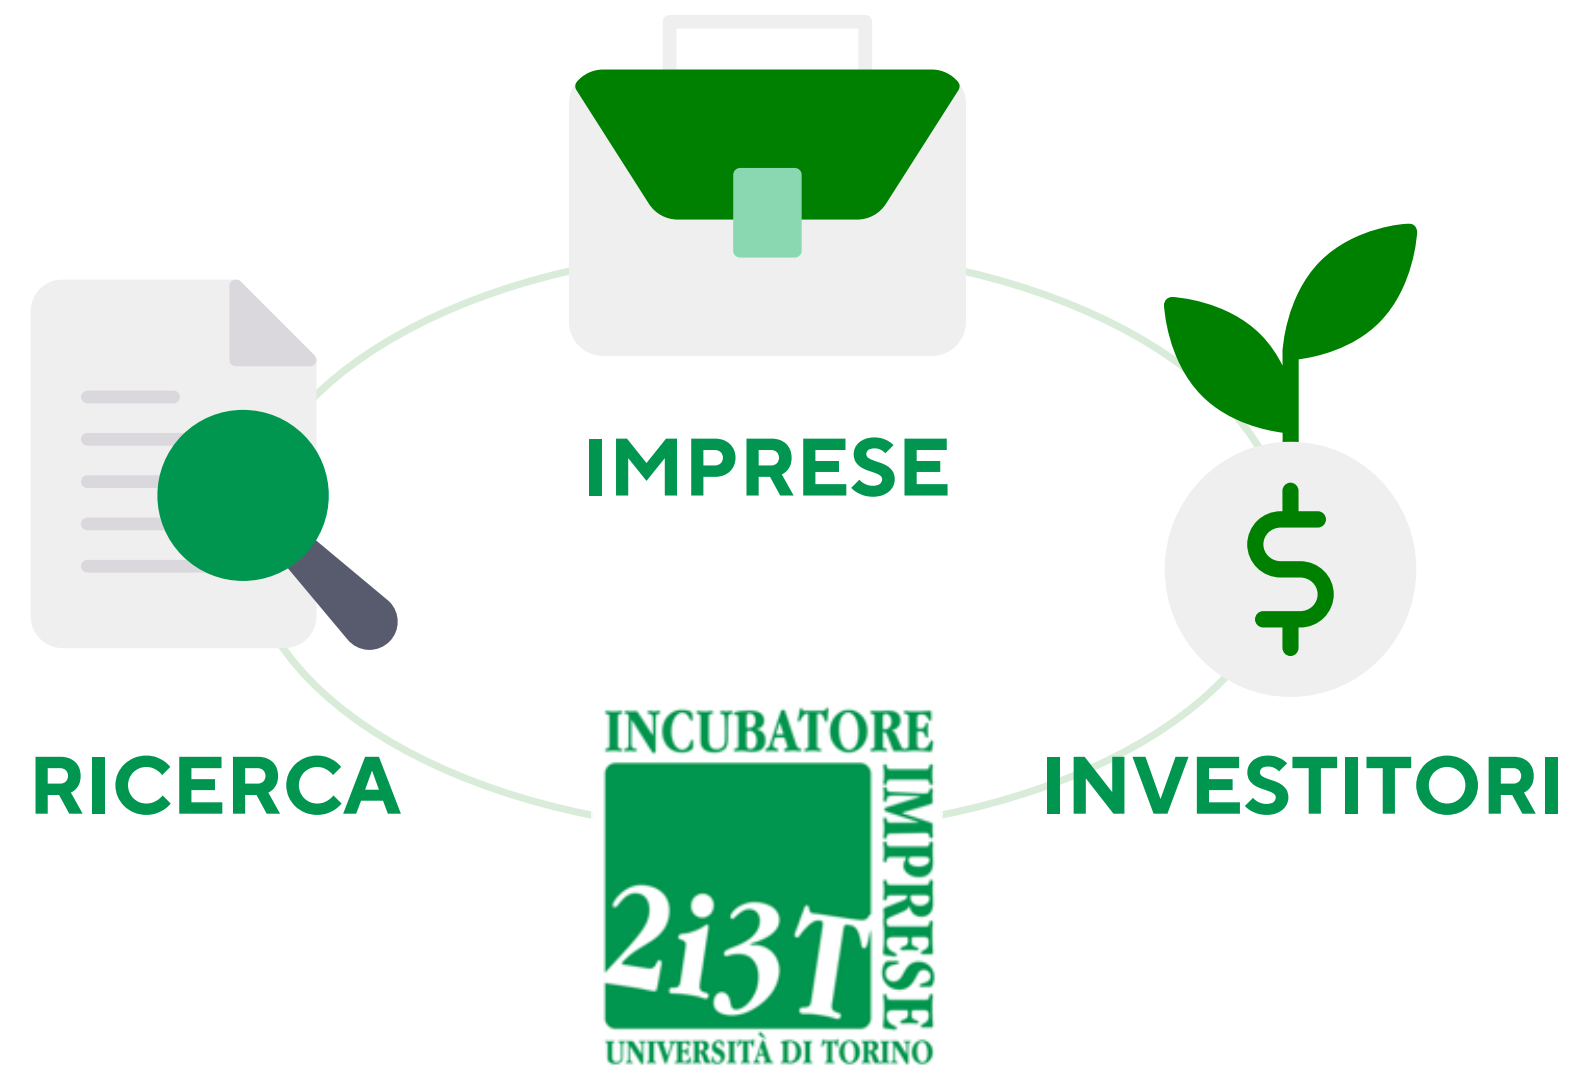 IMPRESE
RICERCA
INVESTITORI
INCUBATORE
IMPRESE
2i3T
UNIVERSITÀ DI TORINO
$